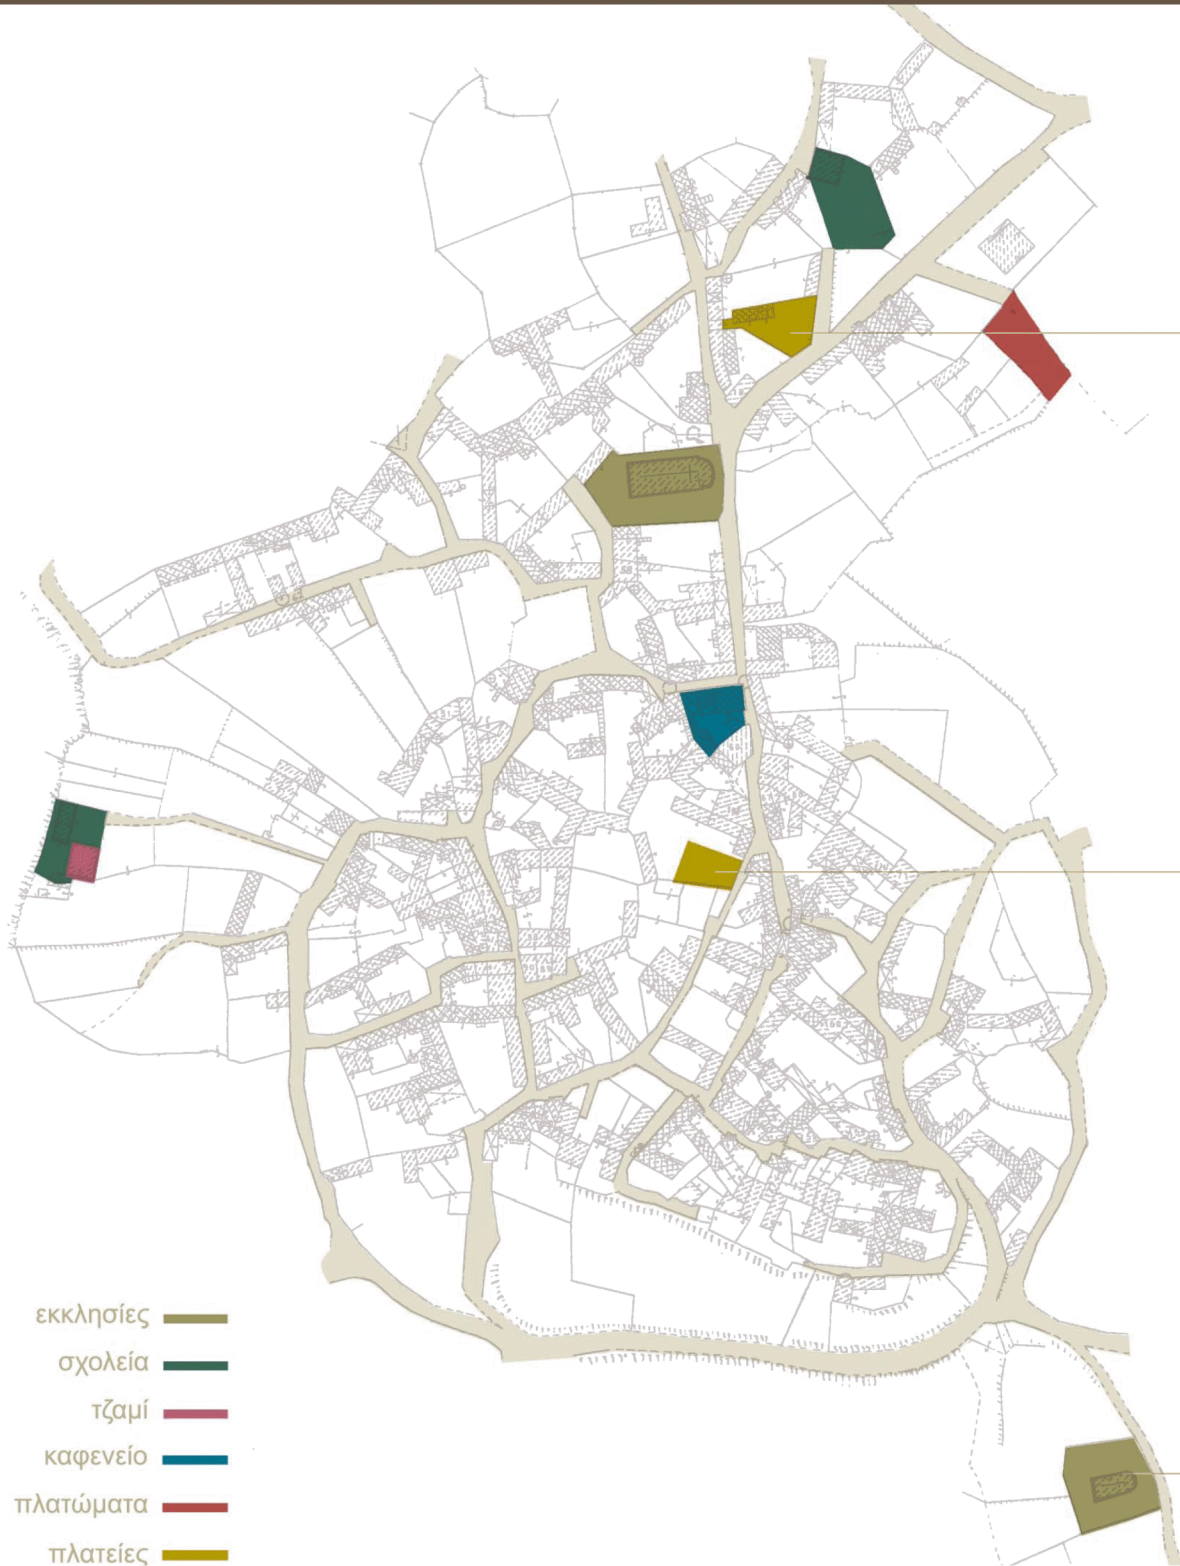 εκκλησίες
σχολεία
τζαμί
καφενείο
πλατώματα
πλατείες